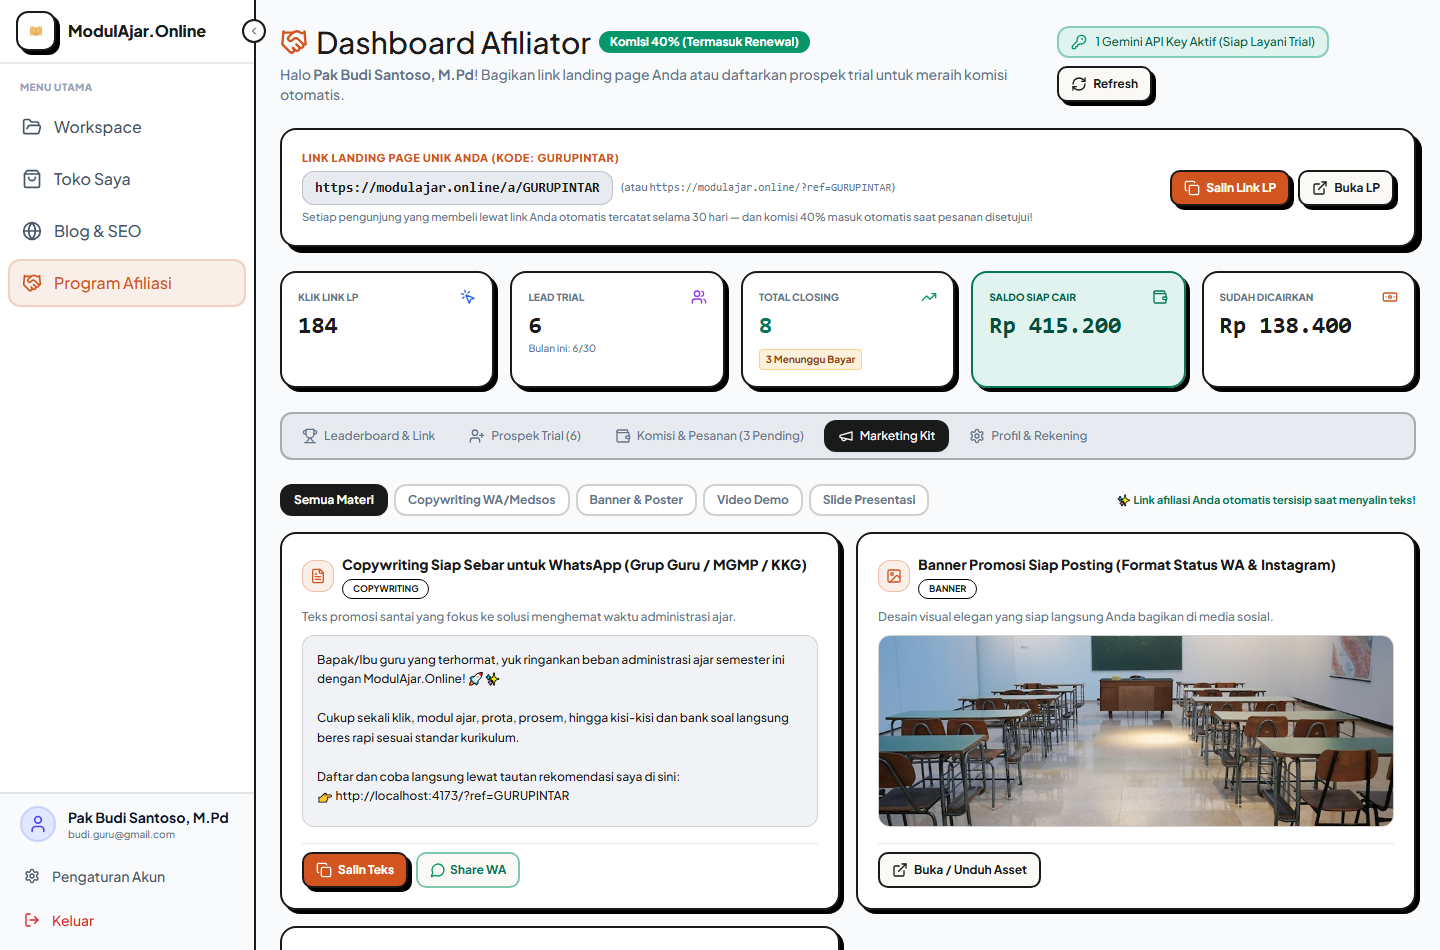 ModulAjar.Online
MENU UTAMA
Workspace
Toko Saya
Blog & SEO
Program Afiliasi
Pak Budi Santoso, M.Pd
budi.guru@gmail.com
Pengaturan Akun
Keluar
Dashboard Afiliator
Komisi 40% (Termasuk Renewal)
Halo Pak Budi Santoso, M.Pd! Bagikan link landing page Anda atau daftarkan prospek trial untuk meraih komisi
otomatis.
1 Gemini API Key Aktif (Siap Layani Trial)
Refresh
LINK LANDING PAGE UNIK ANDA (KODE: GURUPINTAR)
https://modulajar.online/a/GURUPINTAR
(atau https://modulajar.online/?ref=GURUPINTAR)
Setiap pengunjung yang membeli lewat link Anda otomatis tercatat selama 30 hari — dan komisi 40% masuk otomatis saat pesanan disetujui!
Salin Link LP
Buka LP
KLIK LINK LP
184
LEAD TRIAL
6
Bulan ini: 6/30
TOTAL CLOSING
8
3 Menunggu Bayar
SALDO SIAP CAIR
Rp 415.200
SUDAH DICAIRKAN
Rp 138.400
Leaderboard & Link
Prospek Trial (6)
Komisi & Pesanan (3 Pending)
Marketing Kit
Profil & Rekening
Semua Materi
Copywriting WA/Medsos
Banner & Poster
Video Demo
Slide Presentasi
✨ Link afiliasi Anda otomatis tersisip saat menyalin teks!
Copywriting Siap Sebar untuk WhatsApp (Grup Guru / MGMP / KKG)
COPYWRITING
Teks promosi santai yang fokus ke solusi menghemat waktu administrasi ajar.
Bapak/Ibu guru yang terhormat, yuk ringankan beban administrasi ajar semester ini
dengan ModulAjar.Online! 🚀✨
Cukup sekali klik, modul ajar, prota, prosem, hingga kisi-kisi dan bank soal langsung
beres rapi sesuai standar kurikulum.
Daftar dan coba langsung lewat tautan rekomendasi saya di sini:
👉 http://localhost:4173/?ref=GURUPINTAR
Salin Teks
Share WA
Banner Promosi Siap Posting (Format Status WA & Instagram)
BANNER
Desain visual elegan yang siap langsung Anda bagikan di media sosial.
Buka / Unduh Asset